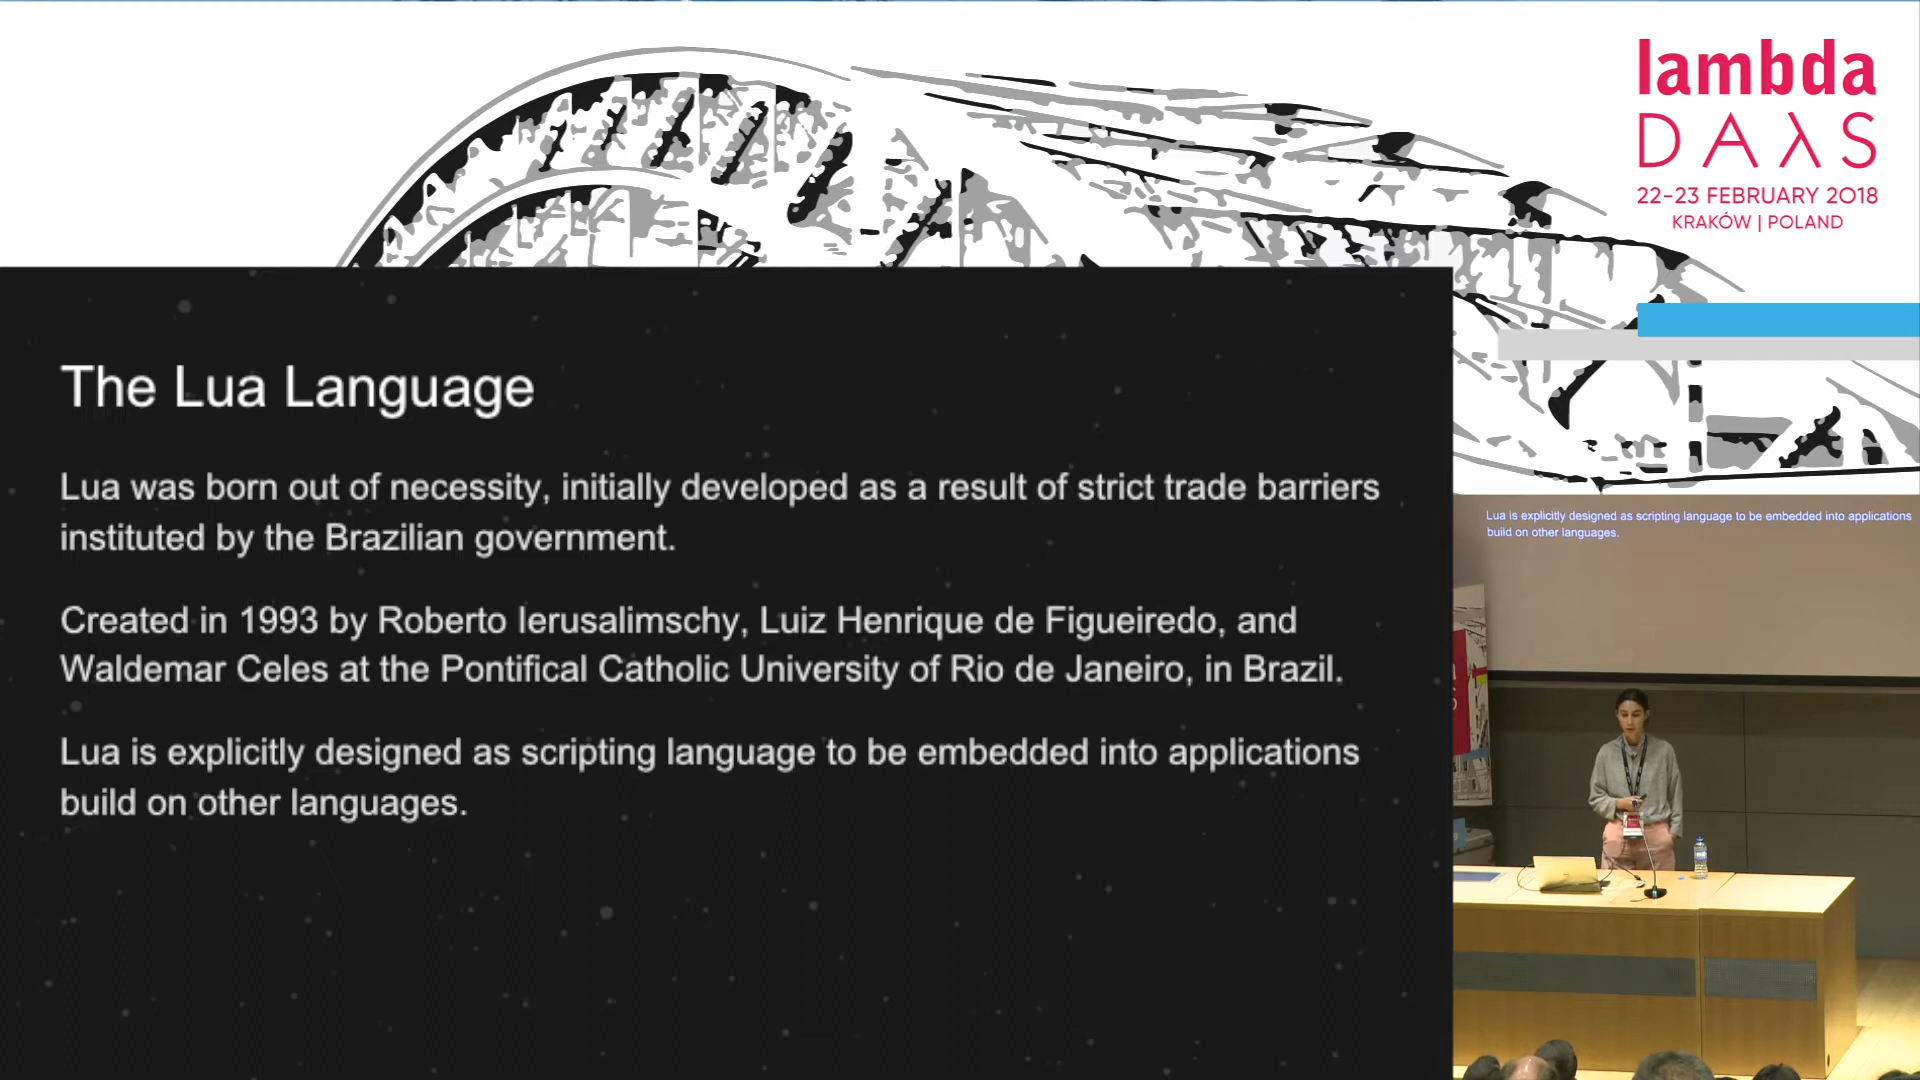 lambda
DAλS
22-23 FEBRUARY 2018
KRAKÓW | POLAND
The Lua Language
Lua was born out of necessity, initially developed as a result of strict trade barriers
instituted by the Brazilian government.
Created in 1993 by Roberto Ierusalimschy, Luiz Henrique de Figueiredo, and
Waldemar Celes at the Pontifical Catholic University of Rio de Janeiro, in Brazil.
Lua is explicitly designed as scripting language to be embedded into applications
build on other languages.
Lua is explicitly designed as scripting language to be embedded into applications
build on other languages.